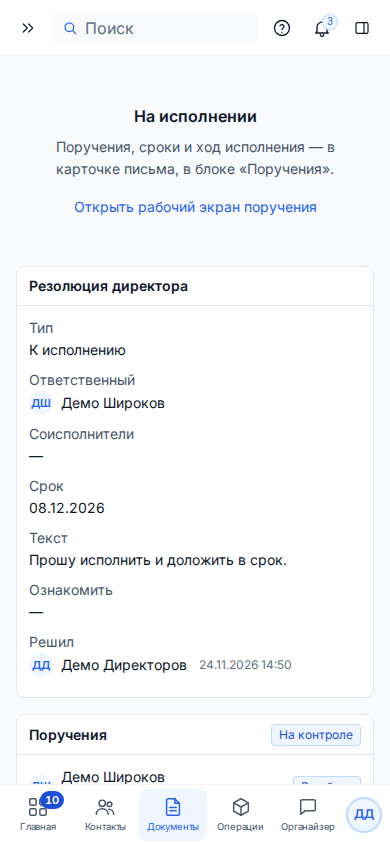 Поиск
3
На исполнении
Поручения, сроки и ход исполнения — в
карточке письма, в блоке «Поручения».
Открыть рабочий экран поручения
Резолюция директора
Тип
К исполнению
Ответственный
ДШ Демо Широков
Соисполнители
—
Срок
08.12.2026
Текст
Прошу исполнить и доложить в срок.
Ознакомить
—
Решил
ДД Демо Директоров 24.11.2026 14:50
Поручения На контроле
Демо Широков
10
Главная Контакты Документы Операции Органайзер ДД